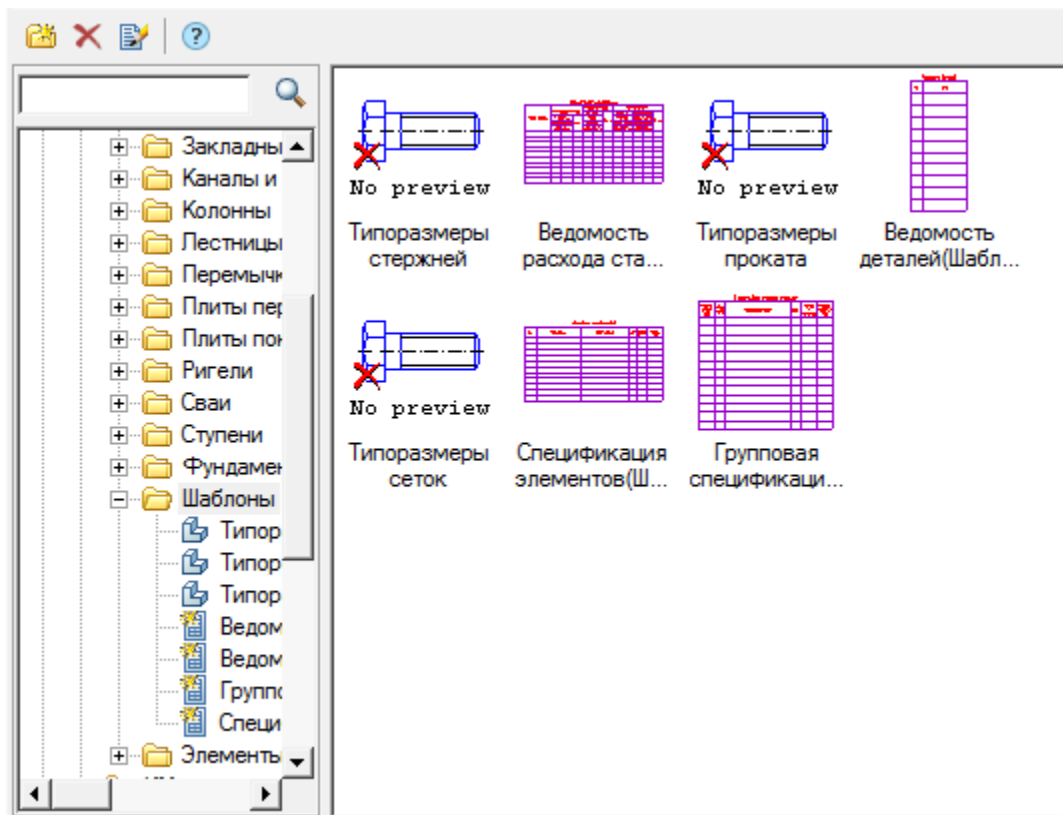 Закладны
Каналы и
Колонны
Лестницы
Перемычк
Плиты пер
Плиты пок
Ригели
Сваи
Ступени
Фундамен
Шаблоны
Типор
Типор
Типор
Ведом
Ведом
Группо
Специ
Элементы
No preview
No preview
Типоразмеры
стержней
Ведомость
расхода ста...
Типоразмеры
проката
Ведомость
деталей(Шабл...
No preview
Типоразмеры
сеток
Спецификация
элементов(Ш...
Групповая
спецификаци...